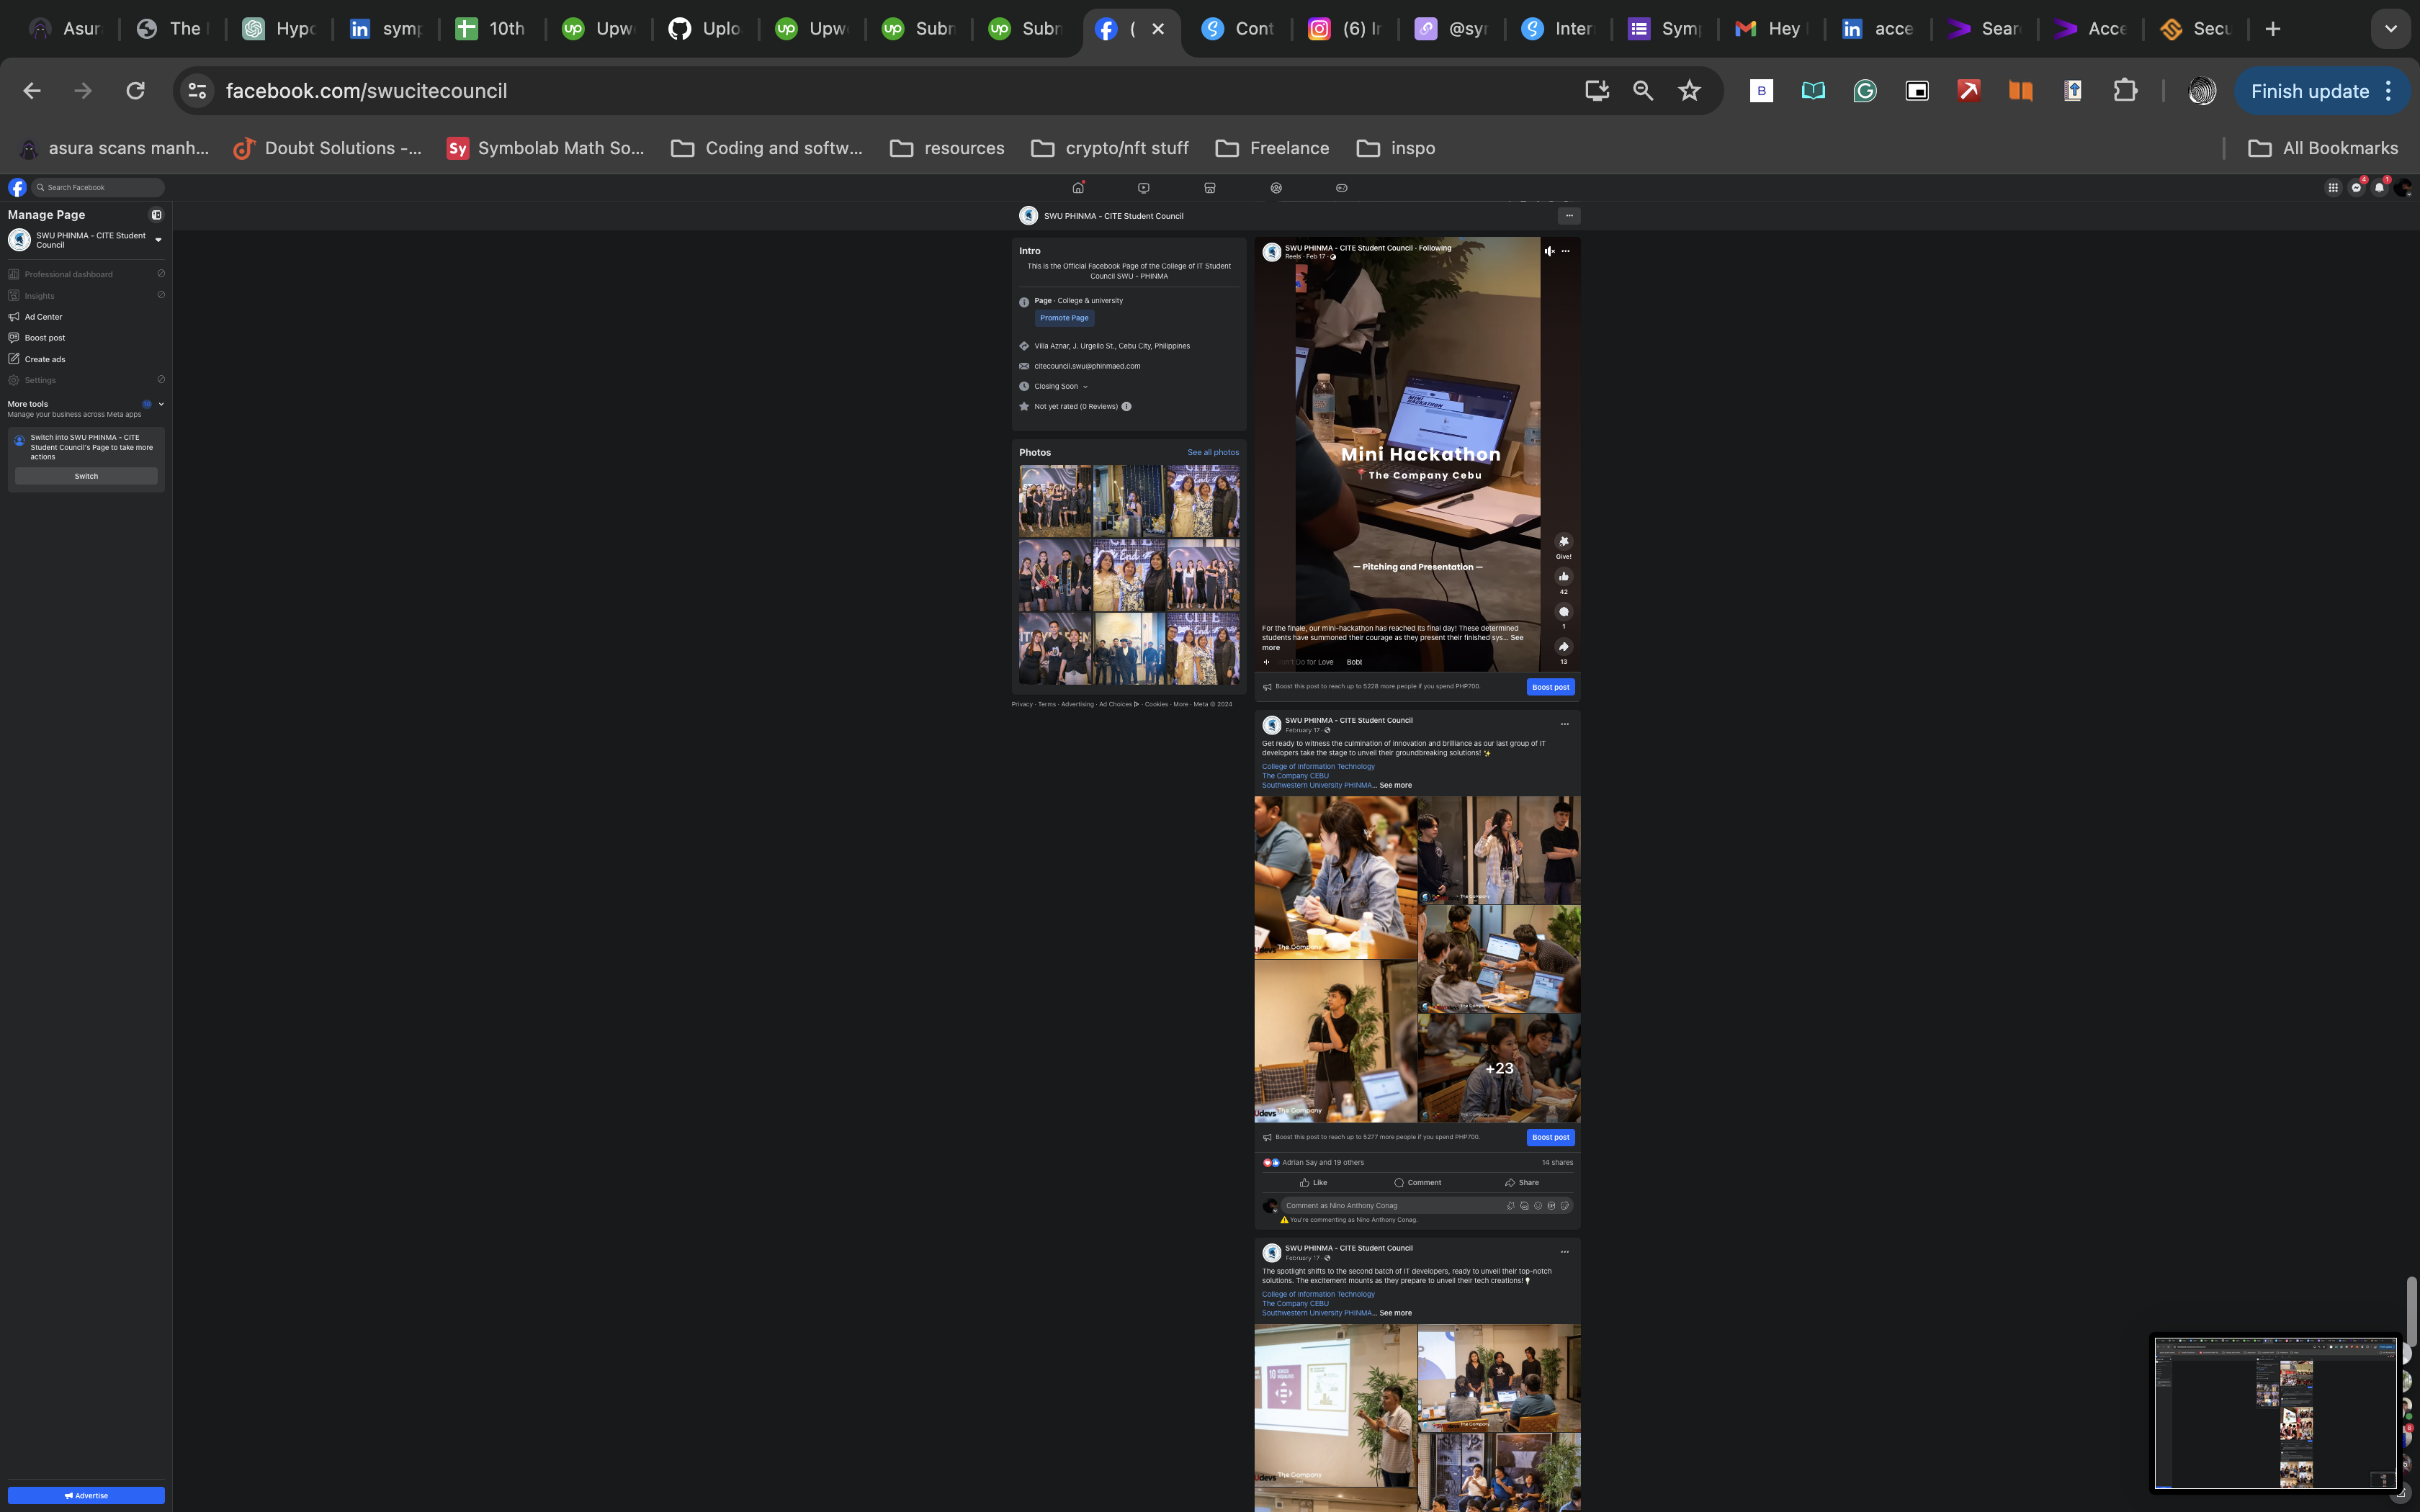 Asur
The
Hypo
symp
10th
Upw
Uplo
Upw
Subn
Subn
(
Cont
(6) In
@syr
Inter
Symp
Hey
acce
Sear
Acce
Secu
facebook.com/swucitecouncil
Finish update
asura scans manh...
Doubt Solutions -...
Symbolab Math So...
Coding and softw...
resources
crypto/nft stuff
Freelance
inspo
All Bookmarks
Search Facebook
4
1
Manage Page
SWU PHINMA - CITE Student
Council
Professional dashboard
Insights
Ad Center
Boost post
Create ads
Settings
More tools
Manage your business across Meta apps
Switch into SWU PHINMA - CITE
Student Council's Page to take more
actions
Switch
Advertise
SWU PHINMA - CITE Student Council
Intro
This is the Official Facebook Page of the College of IT Student
Council SWU - PHINMA
Page · College & university
Promote Page
Villa Aznar, J. Urgello St., Cebu City, Philippines
citecouncil.swu@phinmaed.com
Closing Soon
Not yet rated (0 Reviews)
Photos
See all photos
Privacy · Terms · Advertising · Ad Choices · Cookies · More · Meta © 2024
SWU PHINMA - CITE Student Council · Following
Reels · Feb 17 ·
MINI
HACKATHON
Mini Hackathon
📍The Company Cebu
— Pitching and Presentation —
Give!
42
1
13
For the finale, our mini-hackathon has reached its final day! These determined
students have summoned their courage as they present their finished sys... See
more
Do for Love Bobl
Boost this post to reach up to 5228 more people if you spend PHP700.
Boost post
SWU PHINMA - CITE Student Council
February 17 ·
Get ready to witness the culmination of innovation and brilliance as our last group of IT
developers take the stage to unveil their groundbreaking solutions! ✨
College of Information Technology
The Company CEBU
Southwestern University PHINMA... See more
The Company
The Company
+23
Boost this post to reach up to 5277 more people if you spend PHP700.
Boost post
Adrian Say and 19 others
14 shares
Like
Comment
Share
Comment as Nino Anthony Conag
You're commenting as Nino Anthony Conag.
SWU PHINMA - CITE Student Council
February 17 ·
The spotlight shifts to the second batch of IT developers, ready to unveil their top-notch
solutions. The excitement mounts as they prepare to unveil their tech creations!
College of Information Technology
The Company CEBU
Southwestern University PHINMA... See more
The Company